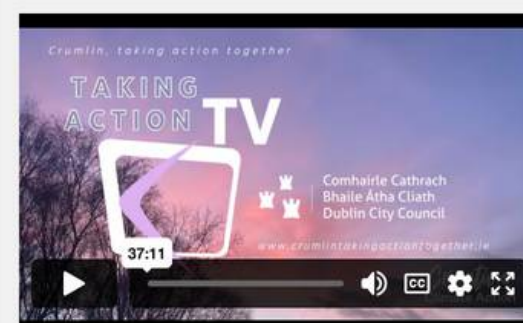 Crumlin, taking action together
TAKING
ACTION TV
Comhairle Cathrach
Bhaile Átha Cliath
Dublin City Council
www.crumlintakingactiontogether.ie
37:11
CC